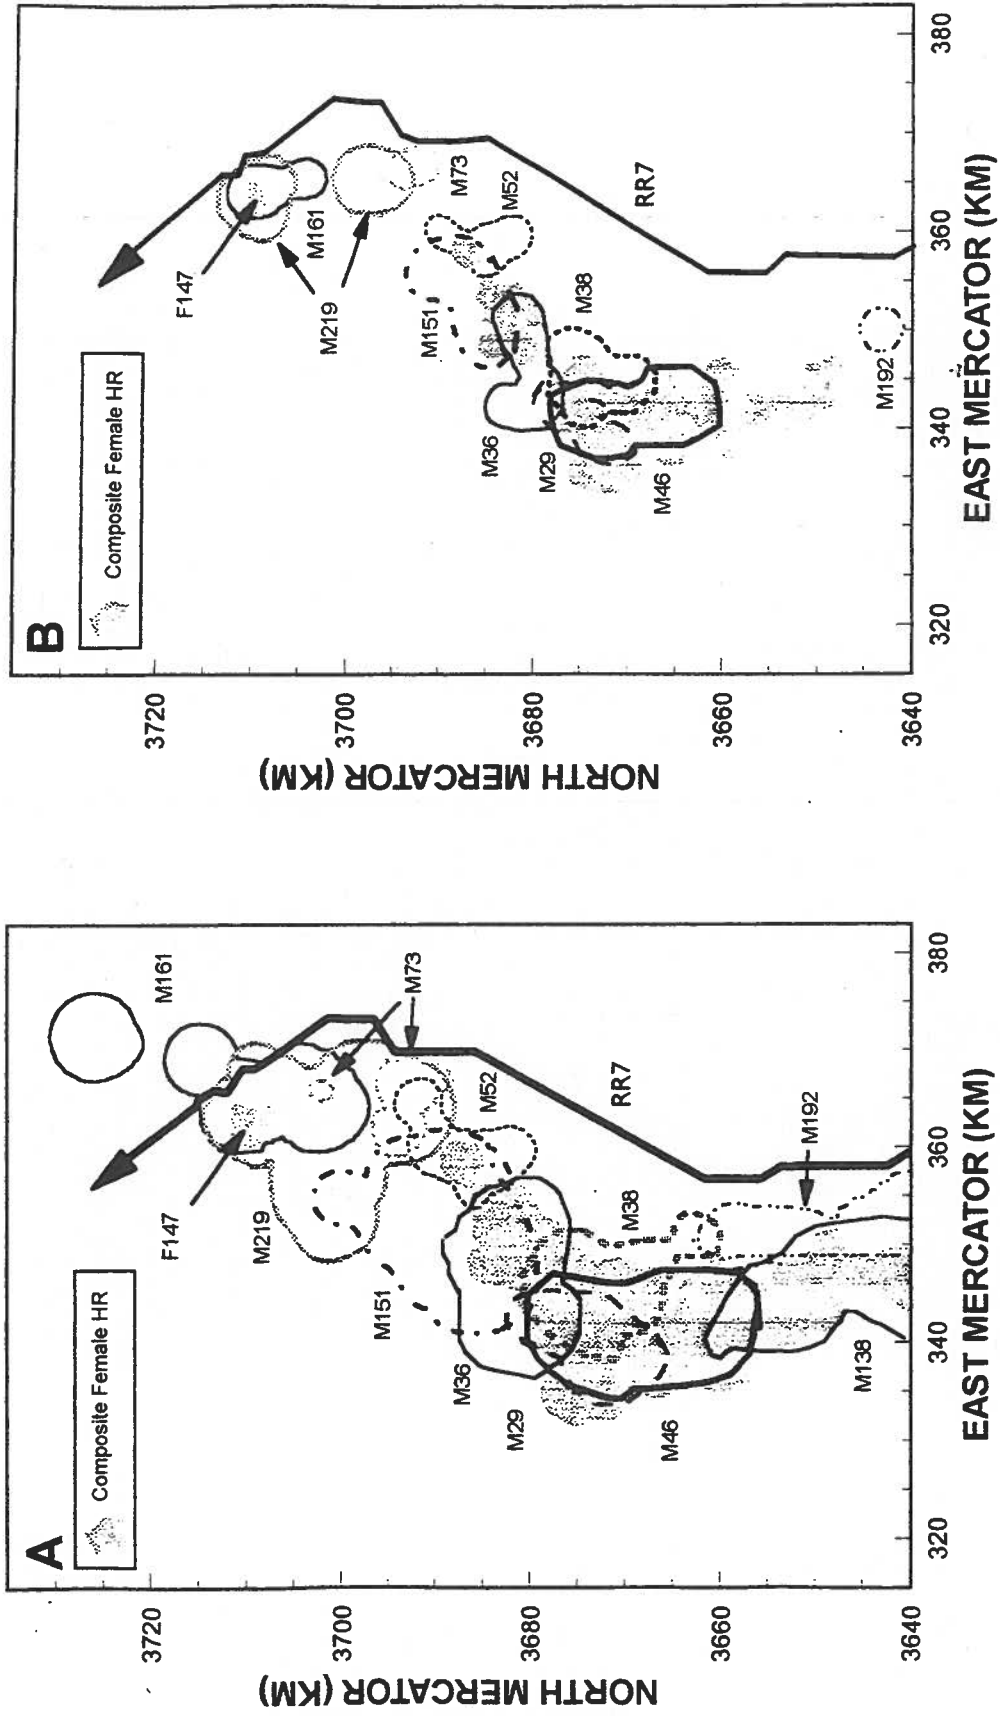 A
Composite Female HR
M161
F147
M219
M73
M151
M52
M36
M29
M38
RR7
M46
M192
M138
3720
3700
3680
3660
3640
NORTH MERCATOR (KM)
320
340
360
380
EAST MERCATOR (KM)
B
Composite Female HR
F147
M161
M219
M73
M151
M52
M36
M29
M38
RR7
M46
M192
3720
3700
3680
3660
3640
NORTH MERCATOR (KM)
320
340
360
380
EAST MERCATOR (KM)